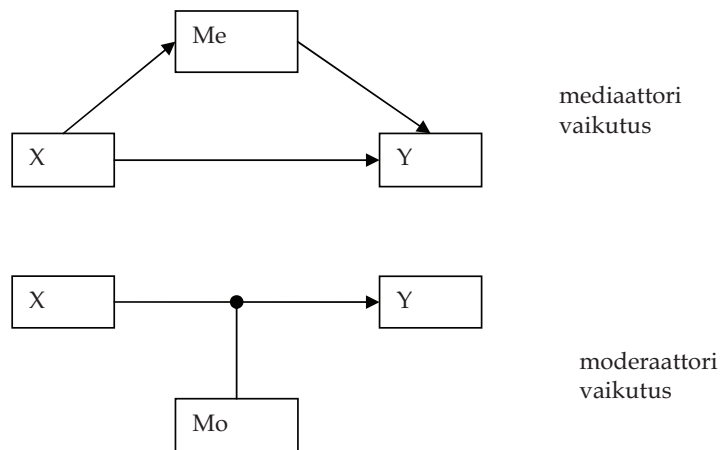 Me
mediaattori
vaikutus
X
Y
X
Y
moderaattori
vaikutus
Mo